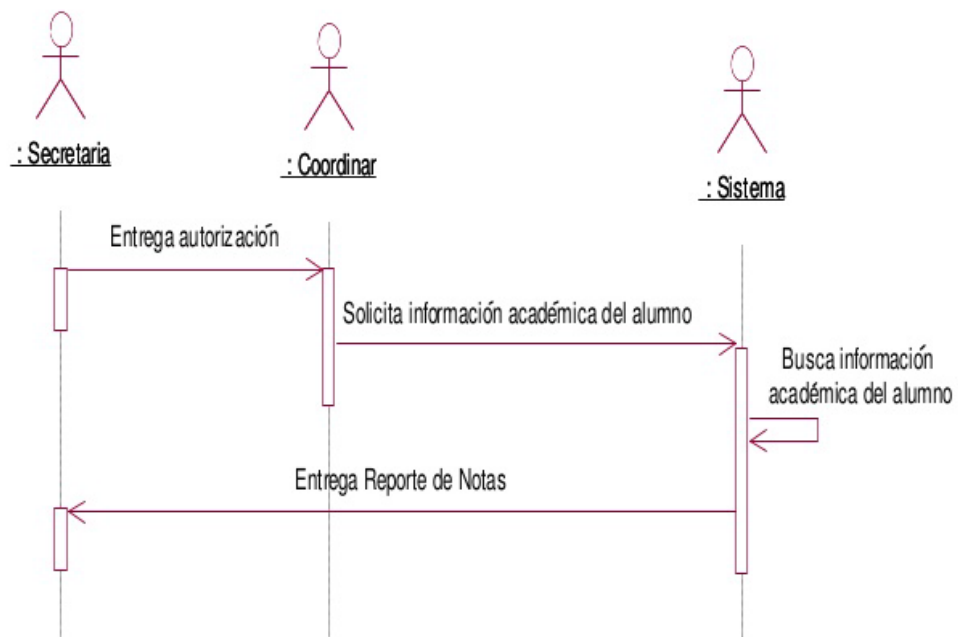 : Secretaria
: Coordinar
: Sistema
Entrega autorización
Solicita información académica del alumno
Busca información
académica del alumno
Entrega Reporte de Notas